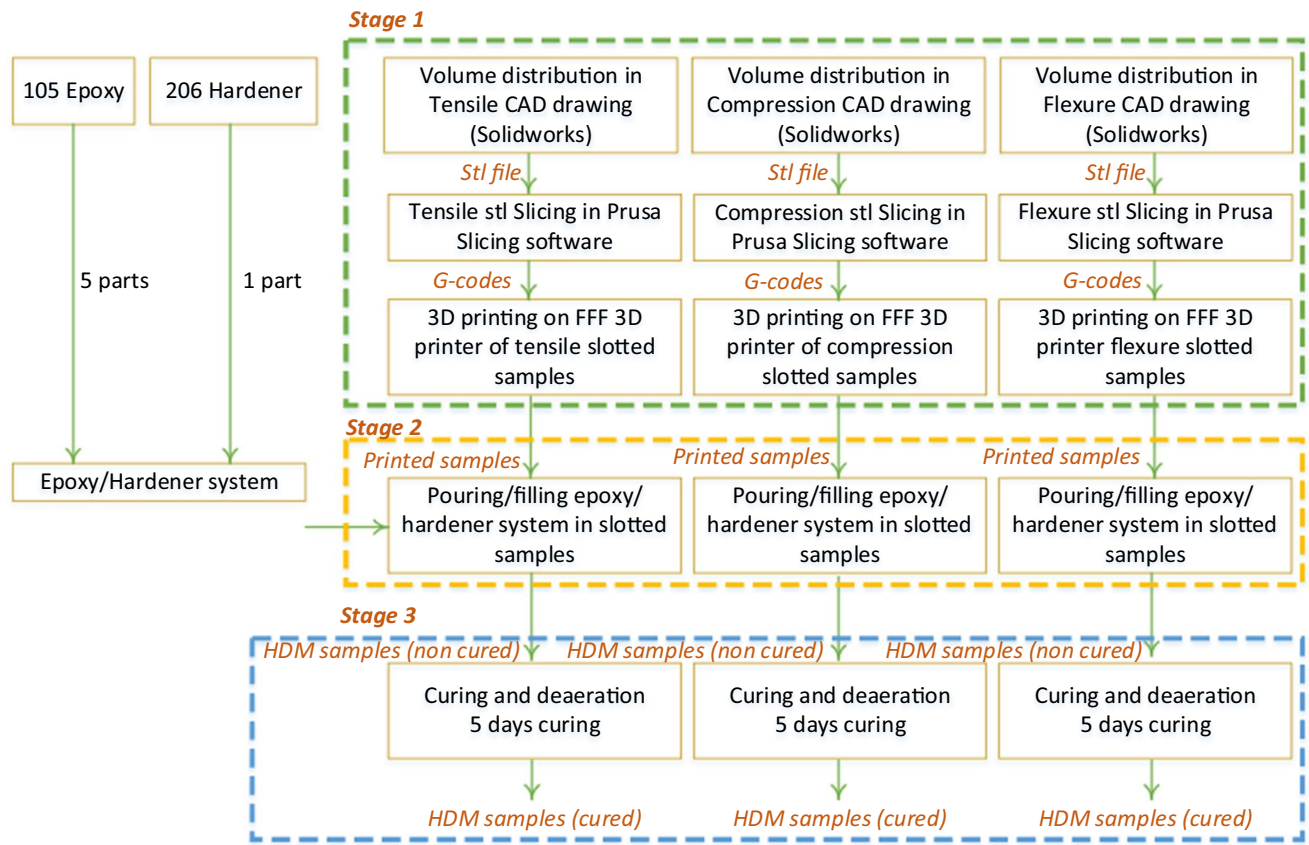 Stage 1
105 Epoxy
206 Hardener
Volume distribution in
Tensile CAD drawing
(Solidworks)
Volume distribution in
Compression CAD drawing
(Solidworks)
Volume distribution in
Flexure CAD drawing
(Solidworks)
Stl file
Stl file
Stl file
Tensile stl Slicing in Prusa
Slicing software
Compression stl Slicing in
Prusa Slicing software
Flexure stl Slicing in Prusa
Slicing software
5 parts
1 part
G-codes
G-codes
G-codes
3D printing on FFF 3D
printer of tensile slotted
samples
3D printing on FFF 3D
printer of compression
slotted samples
3D printing on FFF 3D
printer flexure slotted
samples
Stage 2
Printed samples
Printed samples
Printed samples
Epoxy/Hardener system
Pouring/filling epoxy/
hardener system in slotted
samples
Pouring/filling epoxy/
hardener system in slotted
samples
Pouring/filling epoxy/
hardener system in slotted
samples
Stage 3
HDM samples (non cured)
HDM samples (non cured)
HDM samples (non cured)
Curing and deaeration
5 days curing
Curing and deaeration
5 days curing
Curing and deaeration
5 days curing
HDM samples (cured)
HDM samples (cured)
HDM samples (cured)